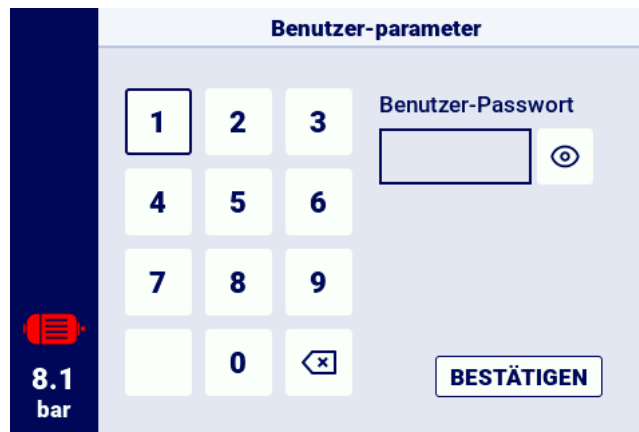 Benutzer-parameter
Benutzer-Passwort
1 2 3
4 5 6
7 8 9
0
BESTÄTIGEN
8.1
bar